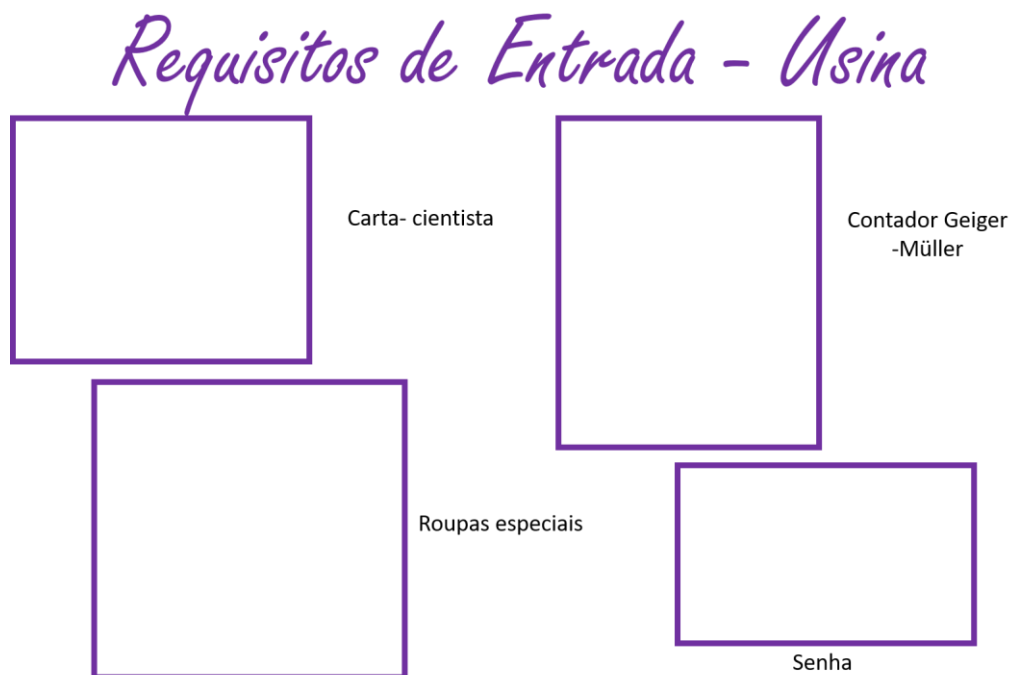 Requisitos de Entrada - Usina
Carta- cientista
Contador Geiger
-Müller
Roupas especiais
Senha